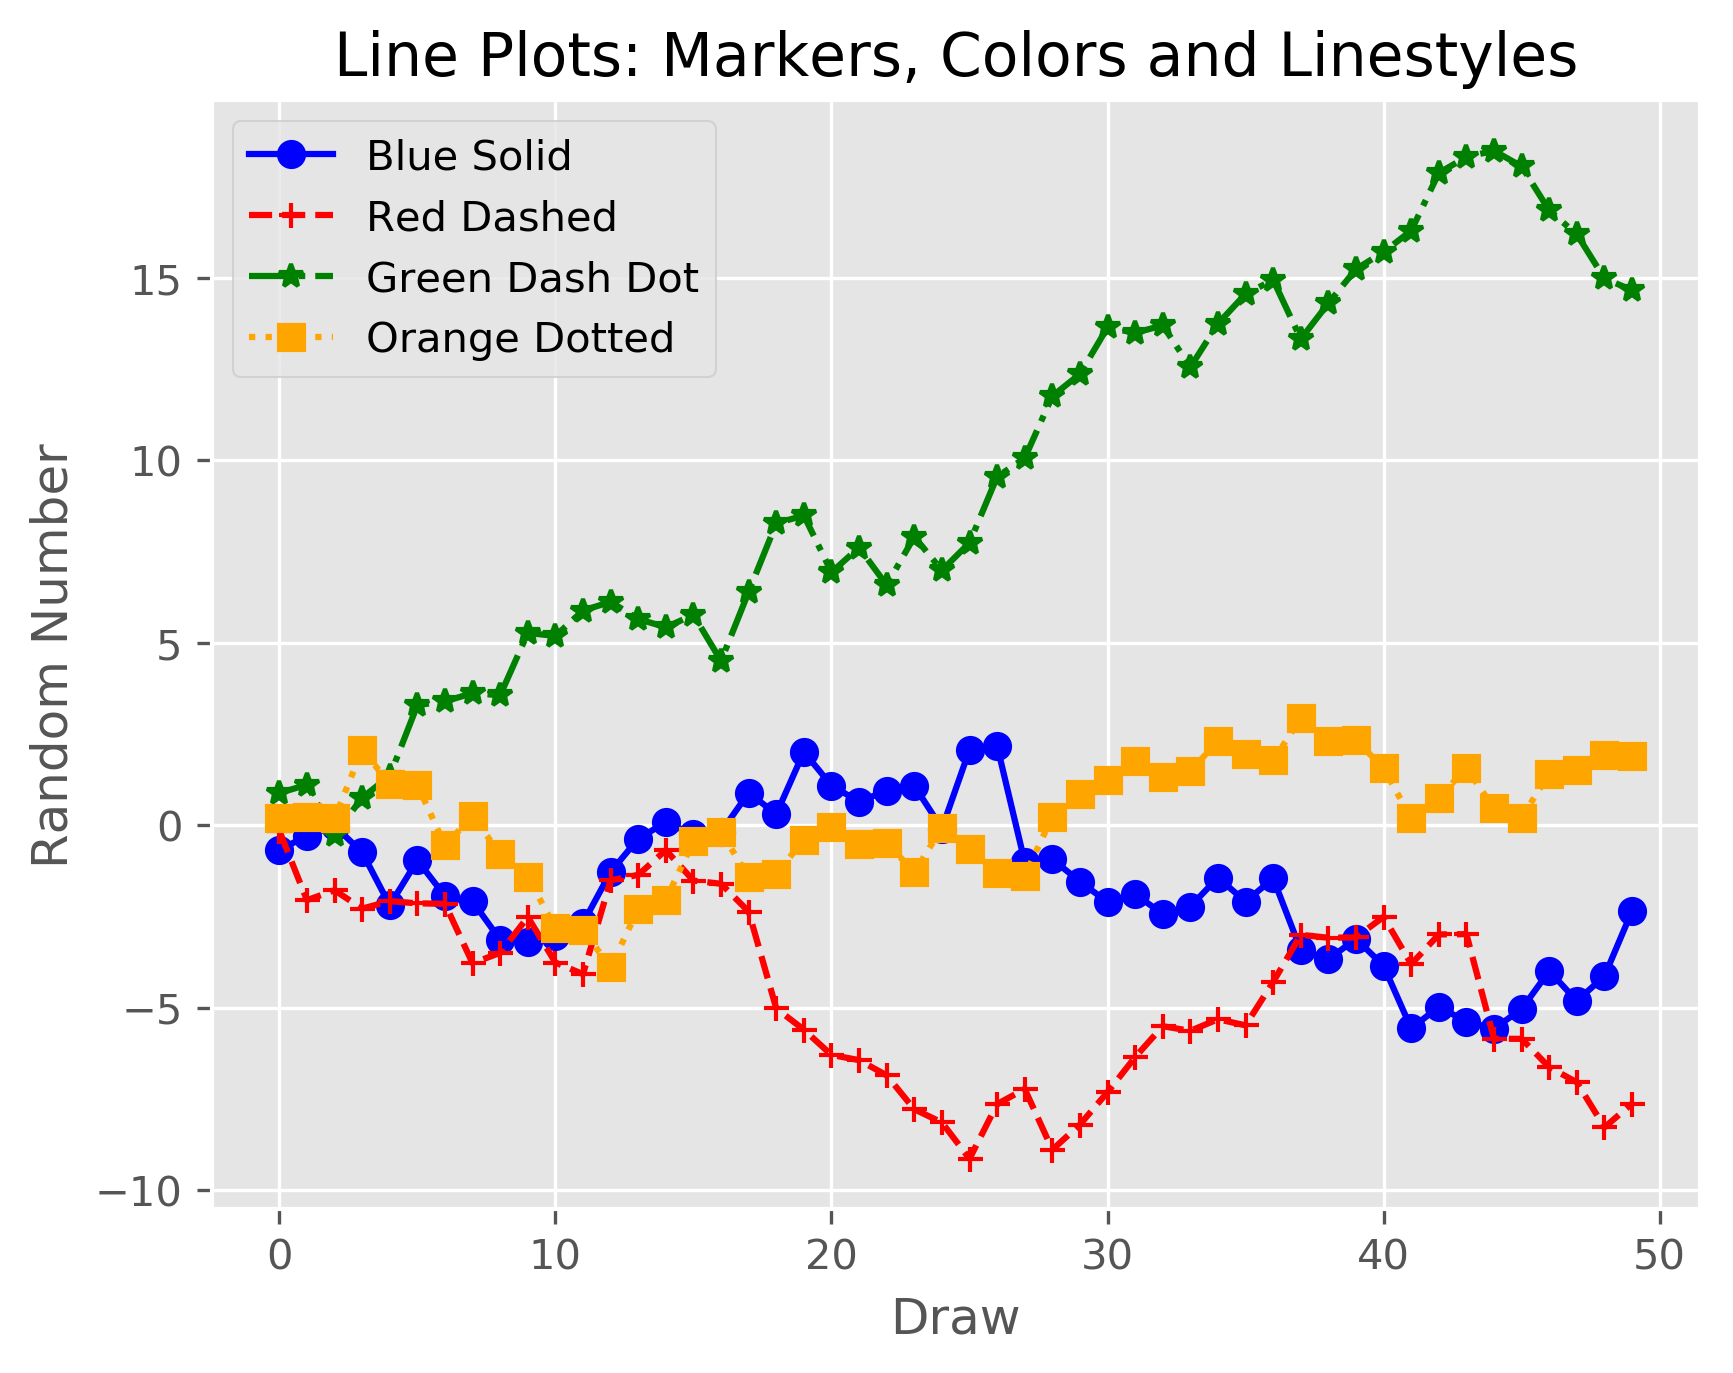 Line Plots: Markers, Colors and Linestyles
Blue Solid
Red Dashed
Green Dash Dot
Orange Dotted
Random Number
15
10
5
0
−5
−10
0 10 20 30 40 50
Draw